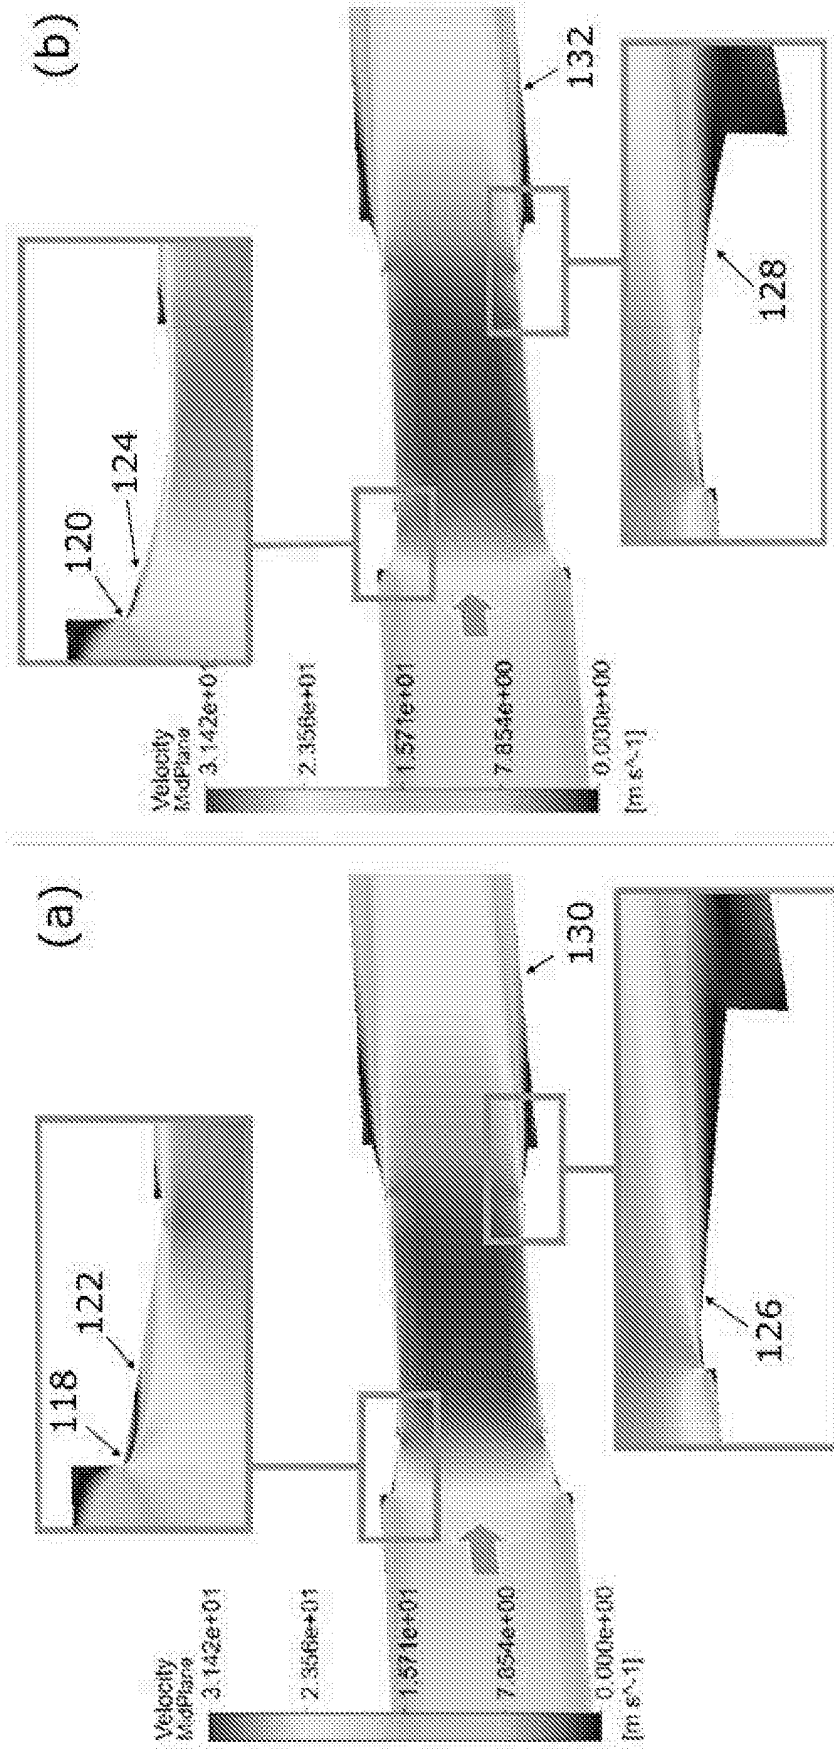 (a)
Velocity
MidPlane
3.142e+01
2.356e+01
1.571e+01
7.854e+00
0.000e+00
[m s^-1]
118
122
126
130
(b)
Velocity
MidPlane
3.142e+01
2.356e+01
1.571e+01
7.854e+00
0.000e+00
[m s^-1]
120
124
128
132